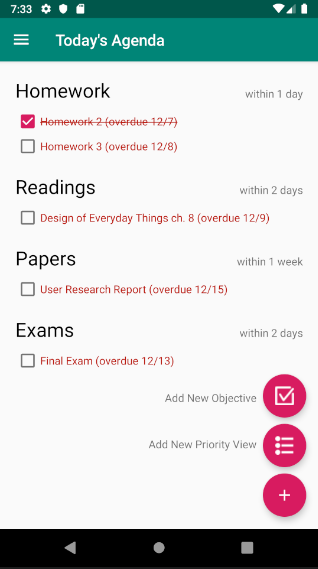 7:33
Today's Agenda
Homework within 1 day
Homework 2 (overdue 12/7)
Homework 3 (overdue 12/8)
Readings within 2 days
Design of Everyday Things ch. 8 (overdue 12/9)
Papers within 1 week
User Research Report (overdue 12/15)
Exams within 2 days
Final Exam (overdue 12/13)
Add New Objective
Add New Priority View
+